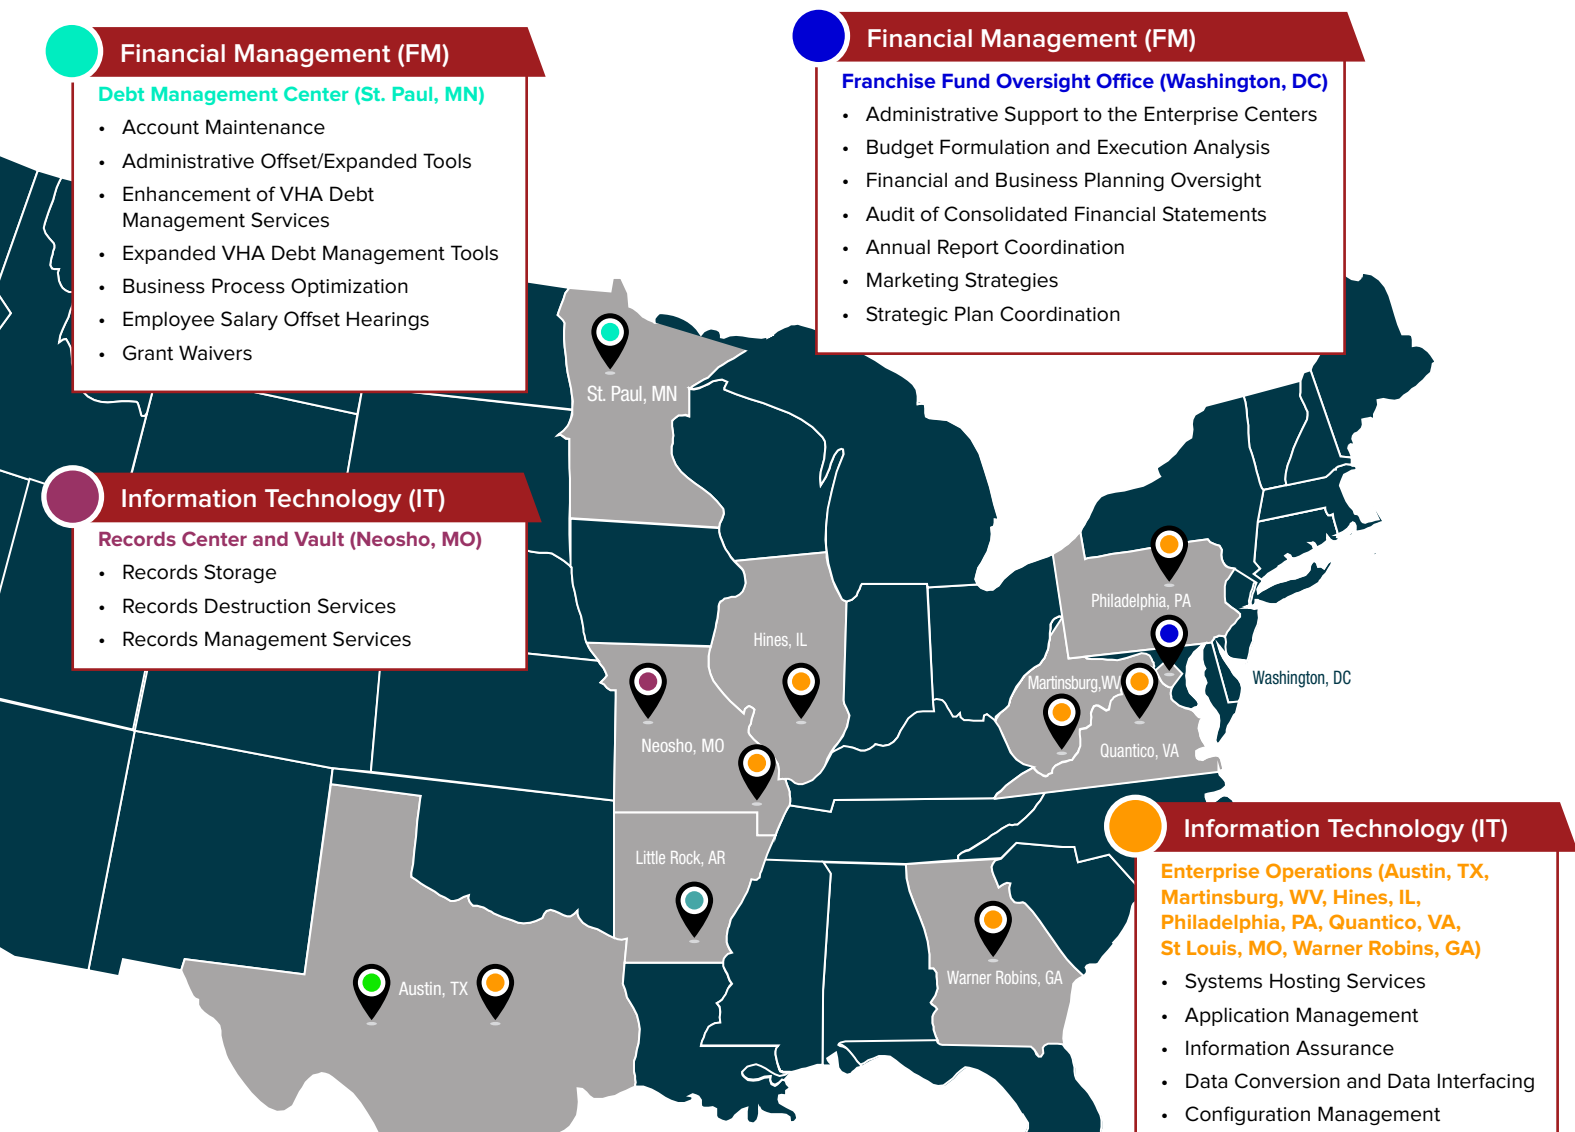 Financial Management (FM)
Debt Management Center (St. Paul, MN)
• Account Maintenance
• Administrative Offset/Expanded Tools
• Enhancement of VHA Debt
Management Services
• Expanded VHA Debt Management Tools
• Business Process Optimization
• Employee Salary Offset Hearings
• Grant Waivers
Financial Management (FM)
Franchise Fund Oversight Office (Washington, DC)
• Administrative Support to the Enterprise Centers
• Budget Formulation and Execution Analysis
• Financial and Business Planning Oversight
• Audit of Consolidated Financial Statements
• Annual Report Coordination
• Marketing Strategies
• Strategic Plan Coordination
St. Paul, MN
Information Technology (IT)
Records Center and Vault (Neosho, MO)
• Records Storage
• Records Destruction Services
• Records Management Services
Philadelphia, PA
Hines, IL
Washington, DC
Martinsburg,WV
Neosho, MO
Quantico, VA
Little Rock, AR
Warner Robins, GA
Austin, TX
Information Technology (IT)
Enterprise Operations (Austin, TX,
Martinsburg, WV, Hines, IL,
Philadelphia, PA, Quantico, VA,
St Louis, MO, Warner Robins, GA)
• Systems Hosting Services
• Application Management
• Information Assurance
• Data Conversion and Data Interfacing
• Configuration Management